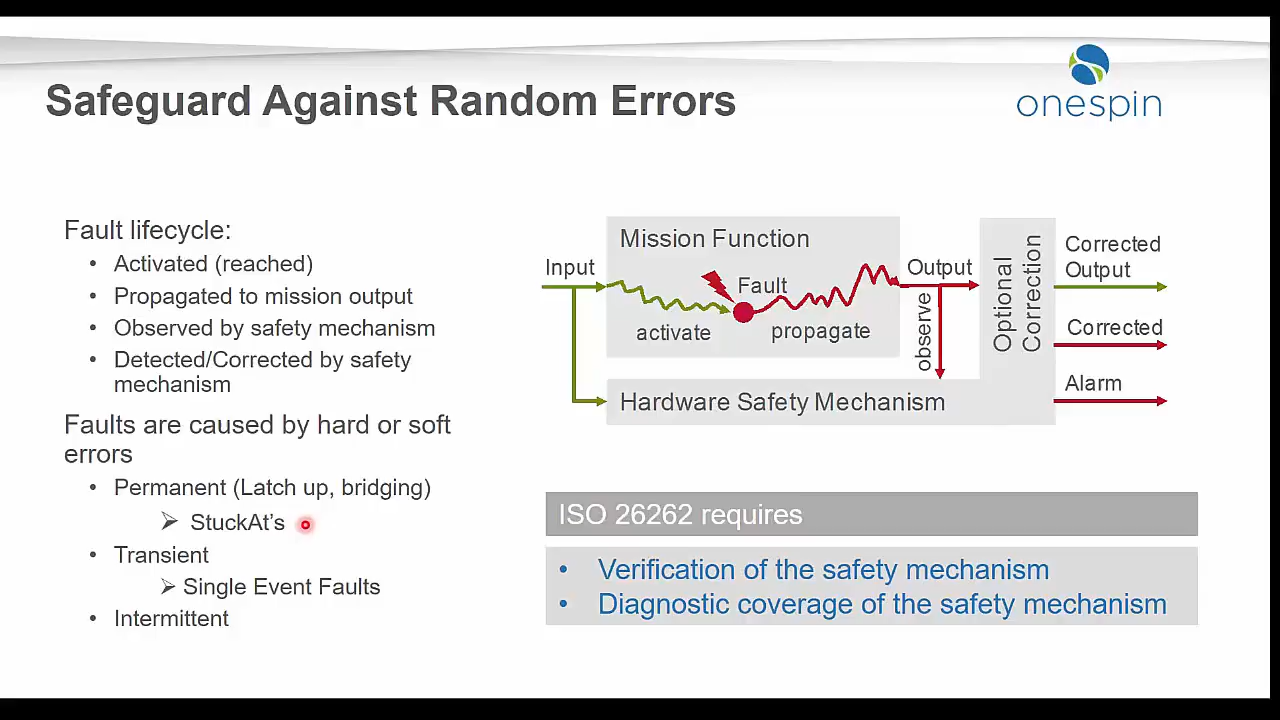 Safeguard Against Random Errors
onespin
Fault lifecycle:
• Activated (reached)
• Propagated to mission output
• Observed by safety mechanism
• Detected/Corrected by safety
mechanism
Faults are caused by hard or soft
errors
• Permanent (Latch up, bridging)
➢ StuckAt's
• Transient
➢ Single Event Faults
• Intermittent
Input
Mission Function
Fault
activate
propagate
Output
observe
Hardware Safety Mechanism
Optional
Correction
Corrected
Output
Corrected
Alarm
ISO 26262 requires
• Verification of the safety mechanism
• Diagnostic coverage of the safety mechanism